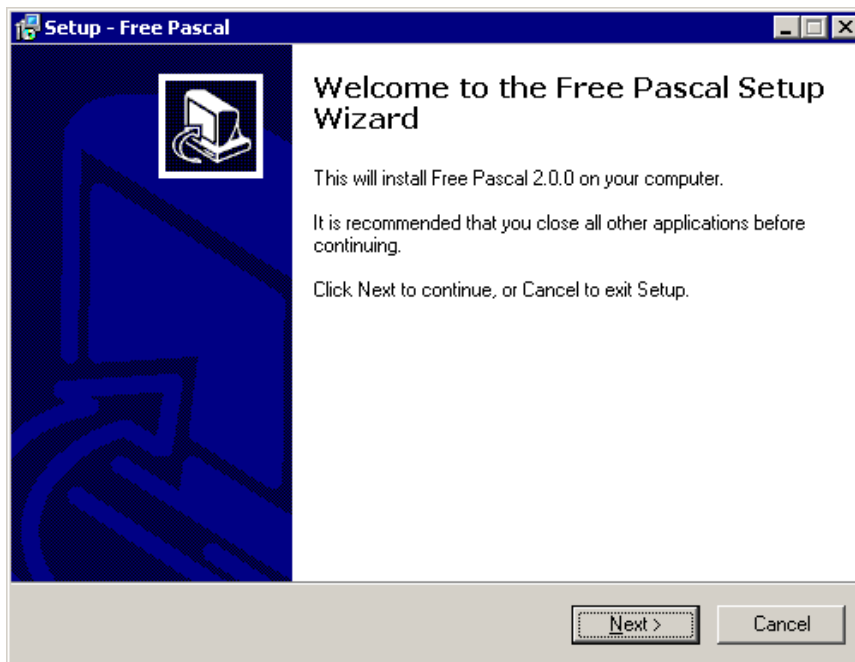 Setup - Free Pascal
Welcome to the Free Pascal Setup
Wizard
This will install Free Pascal 2.0.0 on your computer.
It is recommended that you close all other applications before
continuing.
Click Next to continue, or Cancel to exit Setup.
Next >
Cancel